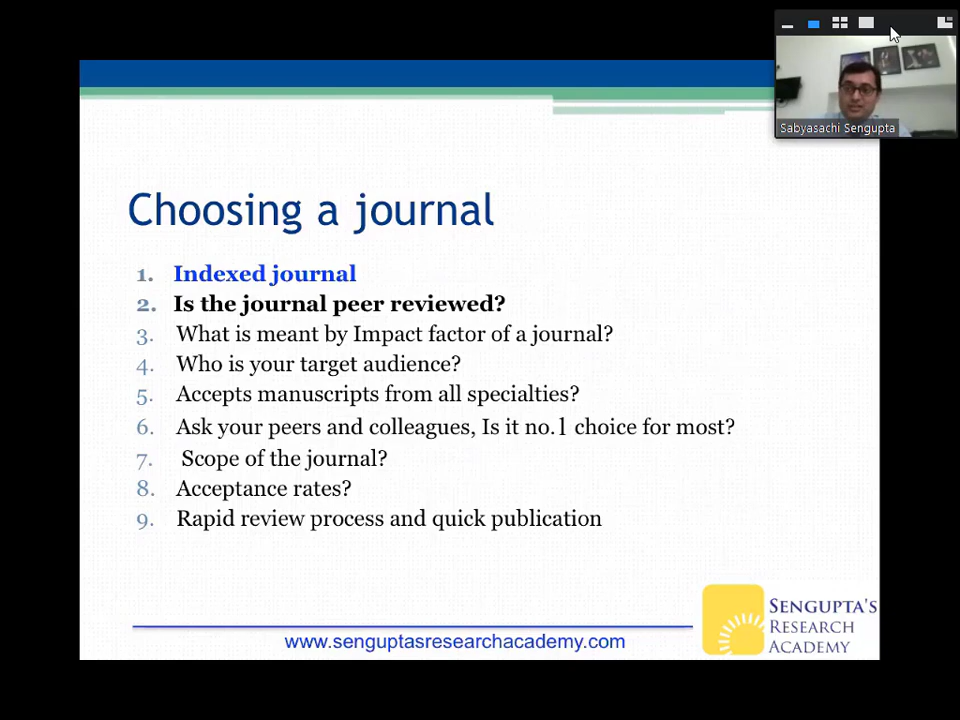 Sabyasachi Sengupta
Choosing a journal
1. Indexed journal
2. Is the journal peer reviewed?
3. What is meant by Impact factor of a journal?
4. Who is your target audience?
5. Accepts manuscripts from all specialties?
6. Ask your peers and colleagues, Is it no.1 choice for most?
7. Scope of the journal?
8. Acceptance rates?
9. Rapid review process and quick publication
www.senguptasresearchacademy.com
SENGUPTA'S
RESEARCH
ACADEMY